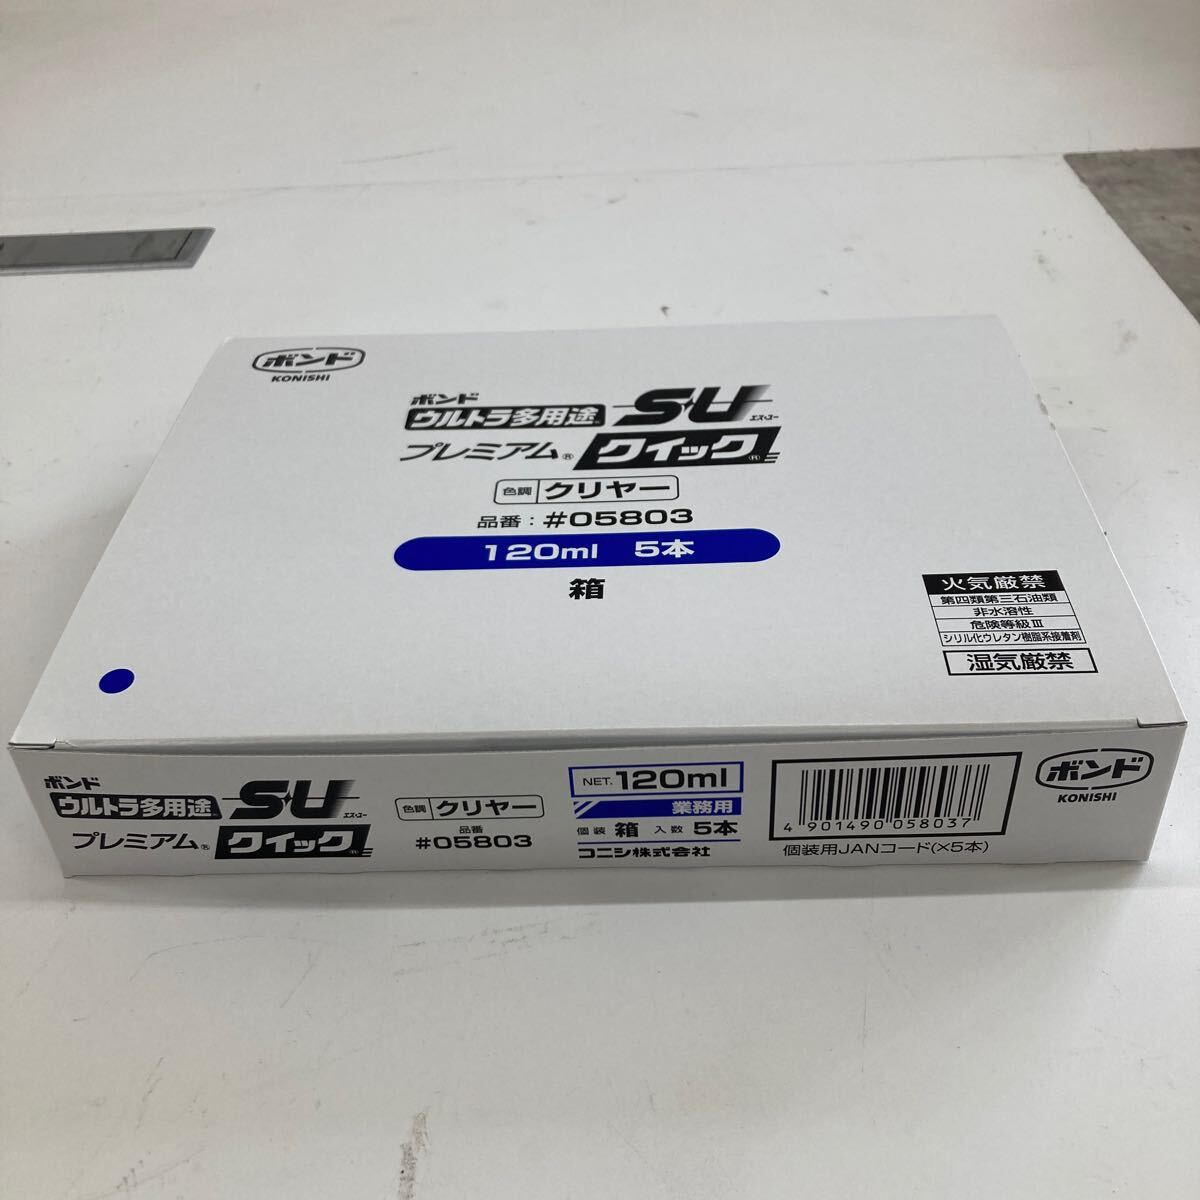 ボンド
KONISHI
ボンド
ウルトラ多用途 S・U エス・ユー
プレミアム® クイック®
色調 クリヤー
品番：#05803
120ml 5本
箱
火気厳禁
第四類第三石油類
非水溶性
危険等級Ⅲ
シリル化ウレタン樹脂系接着剤
湿気厳禁
ボンド
ウルトラ多用途 S・U エス・ユー
プレミアム® クイック®
色調 クリヤー
品番
#05803
NET. 120ml
業務用
個装 箱 入数 5本
コニシ株式会社
4 901490 058037
個装用JANコード(×5本)
ボンド
KONISHI